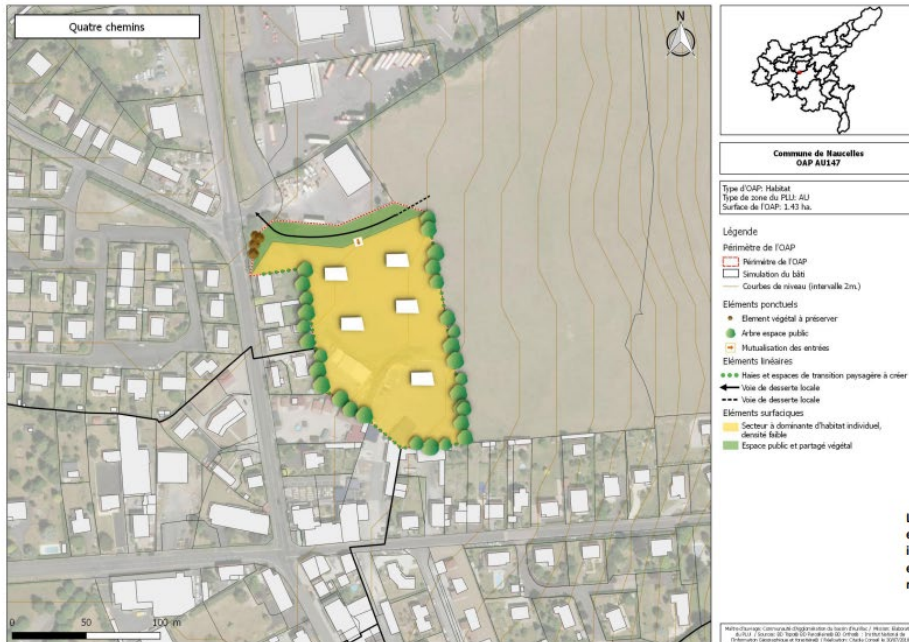 Quatre chemins
N
Commune de Naucelles
OAP AU147
Type d'OAP: Habitat
Type de zone du PLU: AU
Surface de l'OAP: 1.43 ha.
Légende
Périmètre de l'OAP
Périmètre de l'OAP
Simulation du bâti
Courbes de niveau (intervalle 2m.)
Eléments ponctuels
Element végétal à préserver
Arbre espace public
Mutualisation des entrées
Eléments linéaires
Haies et espaces de transition paysagère à créer
Voie de desserte locale
Voie de desserte locale
Eléments surfaciques
Secteur à dominante d'habitat individuel,
densité faible
Espace public et partagé végétal
0 50 100 m